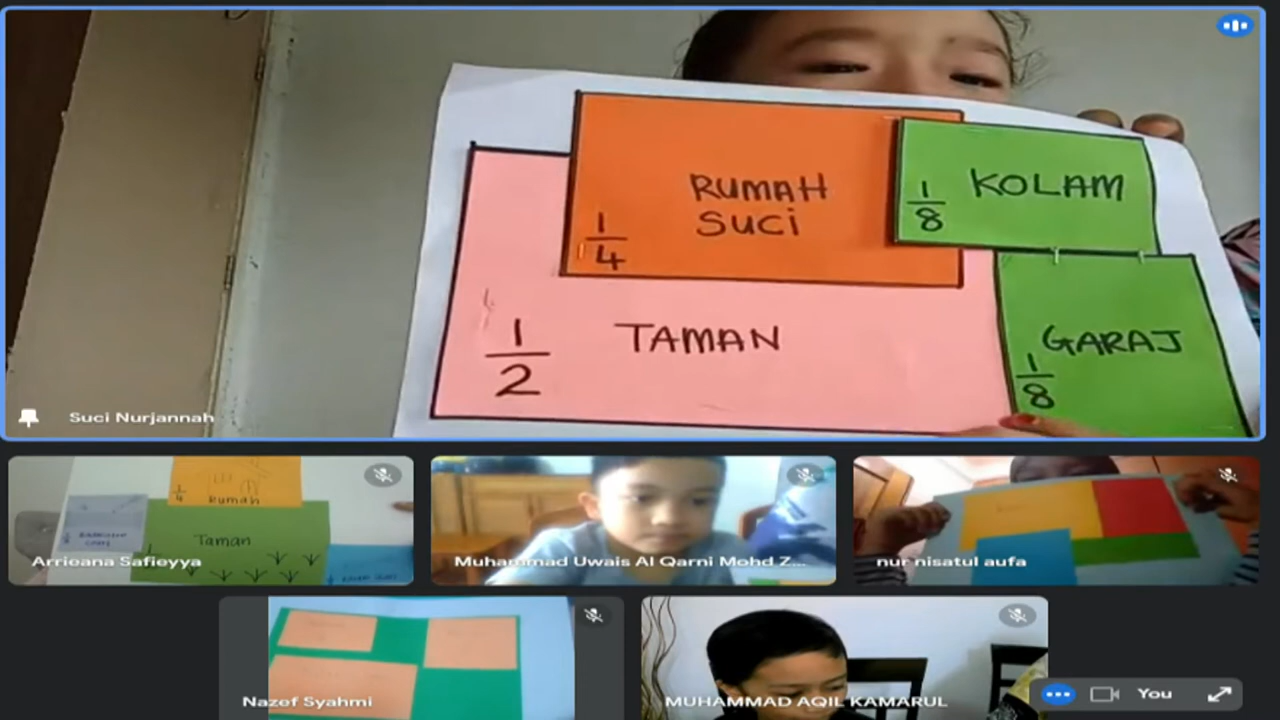 RUMAH
SUCi
1/4
KOLAM
1/8
TAMAN
1/2
GARAJ
1/8
Suci Nurjannah
1/4
Rumah
Taman
Arrieana Safieyya
Muhammad Uwais Al Qarni Mohd Z...
nur nisatul aufa
Nazef Syahmi
MUHAMMAD AQIL KAMARUL
You